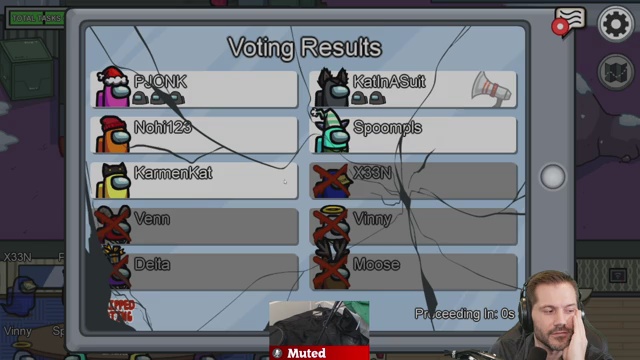 TOTAL TASKS
Voting Results
PJONK
KatInASuit
Nohi123
Spoompls
KarmenKat
X33N
Venn
Vinny
Delta
Moose
X33N
Proceeding In: 0s
Vinny
Muted